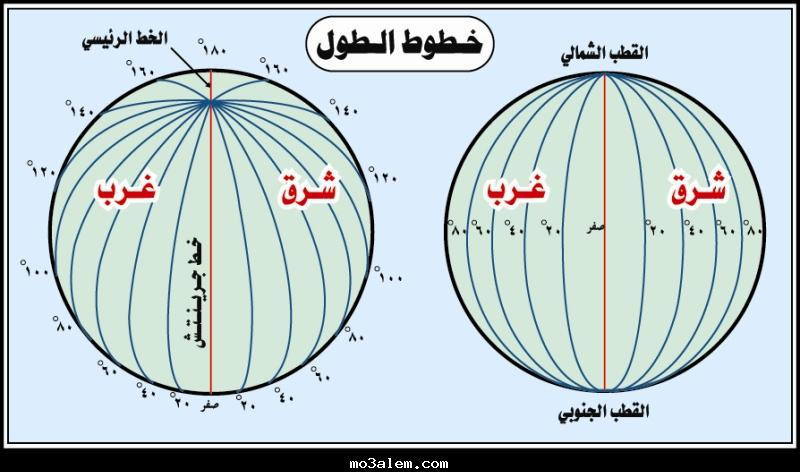 خطوط الطول
القطب الشمالي
شرق
غرب
°٨٠ °٦٠ °٤٠ °٢٠ صفر °٢٠ °٤٠ °٦٠ °٨٠
القطب الجنوبي
الخط الرئيسي
°١٨٠
°١٦٠
°١٦٠
°١٤٠
°١٤٠
°١٢٠
°١٢٠
شرق
غرب
خط جرينتش
°١٠٠
°١٠٠
°٨٠
°٨٠
°٦٠
°٦٠
°٤٠
°٤٠
°٢٠
°٢٠
صفر
mo3alem.com